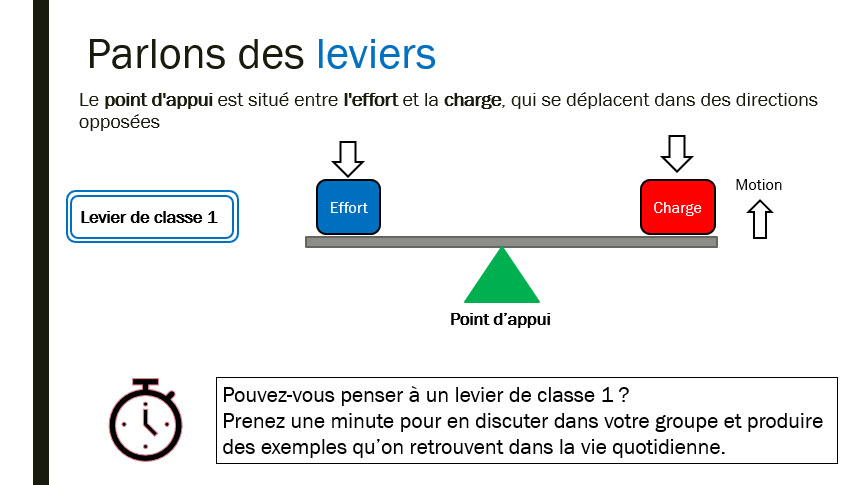 Parlons des leviers
Le point d'appui est situé entre l'effort et la charge, qui se déplacent dans des directions
opposées
Motion
Levier de classe 1
Effort
Charge
Point d’appui
Pouvez-vous penser à un levier de classe 1 ?
Prenez une minute pour en discuter dans votre groupe et produire
des exemples qu’on retrouvent dans la vie quotidienne.